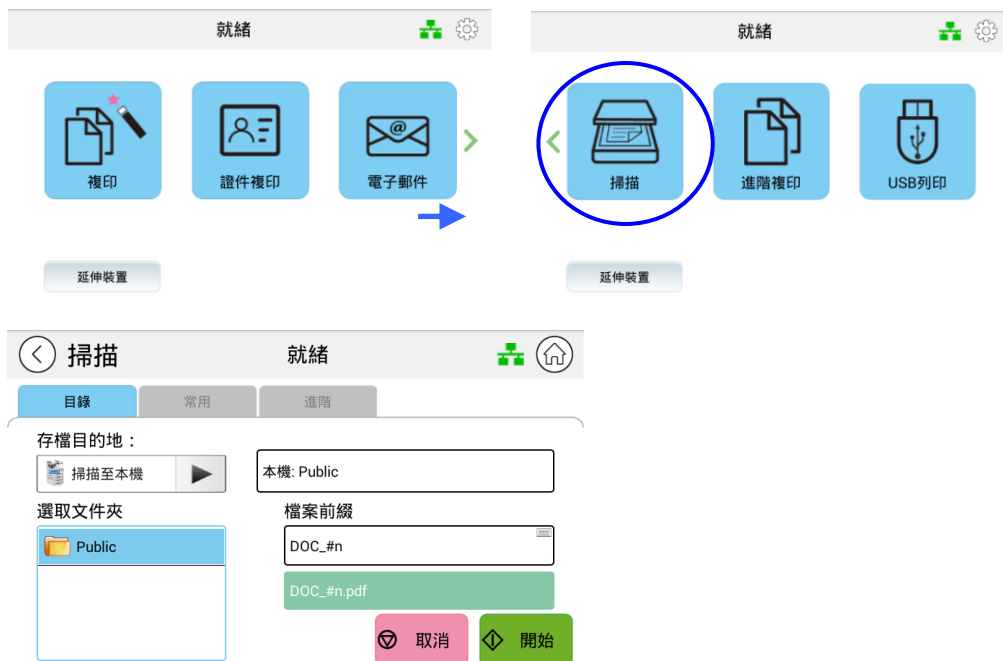 就緒
複印
證件複印
電子郵件
延伸裝置
就緒
掃描
進階複印
USB列印
延伸裝置
掃描
就緒
目錄
常用
進階
存檔目的地：
掃描至本機
本機: Public
選取文件夾
檔案前綴
Public
DOC_#n
DOC_#n.pdf
取消
開始